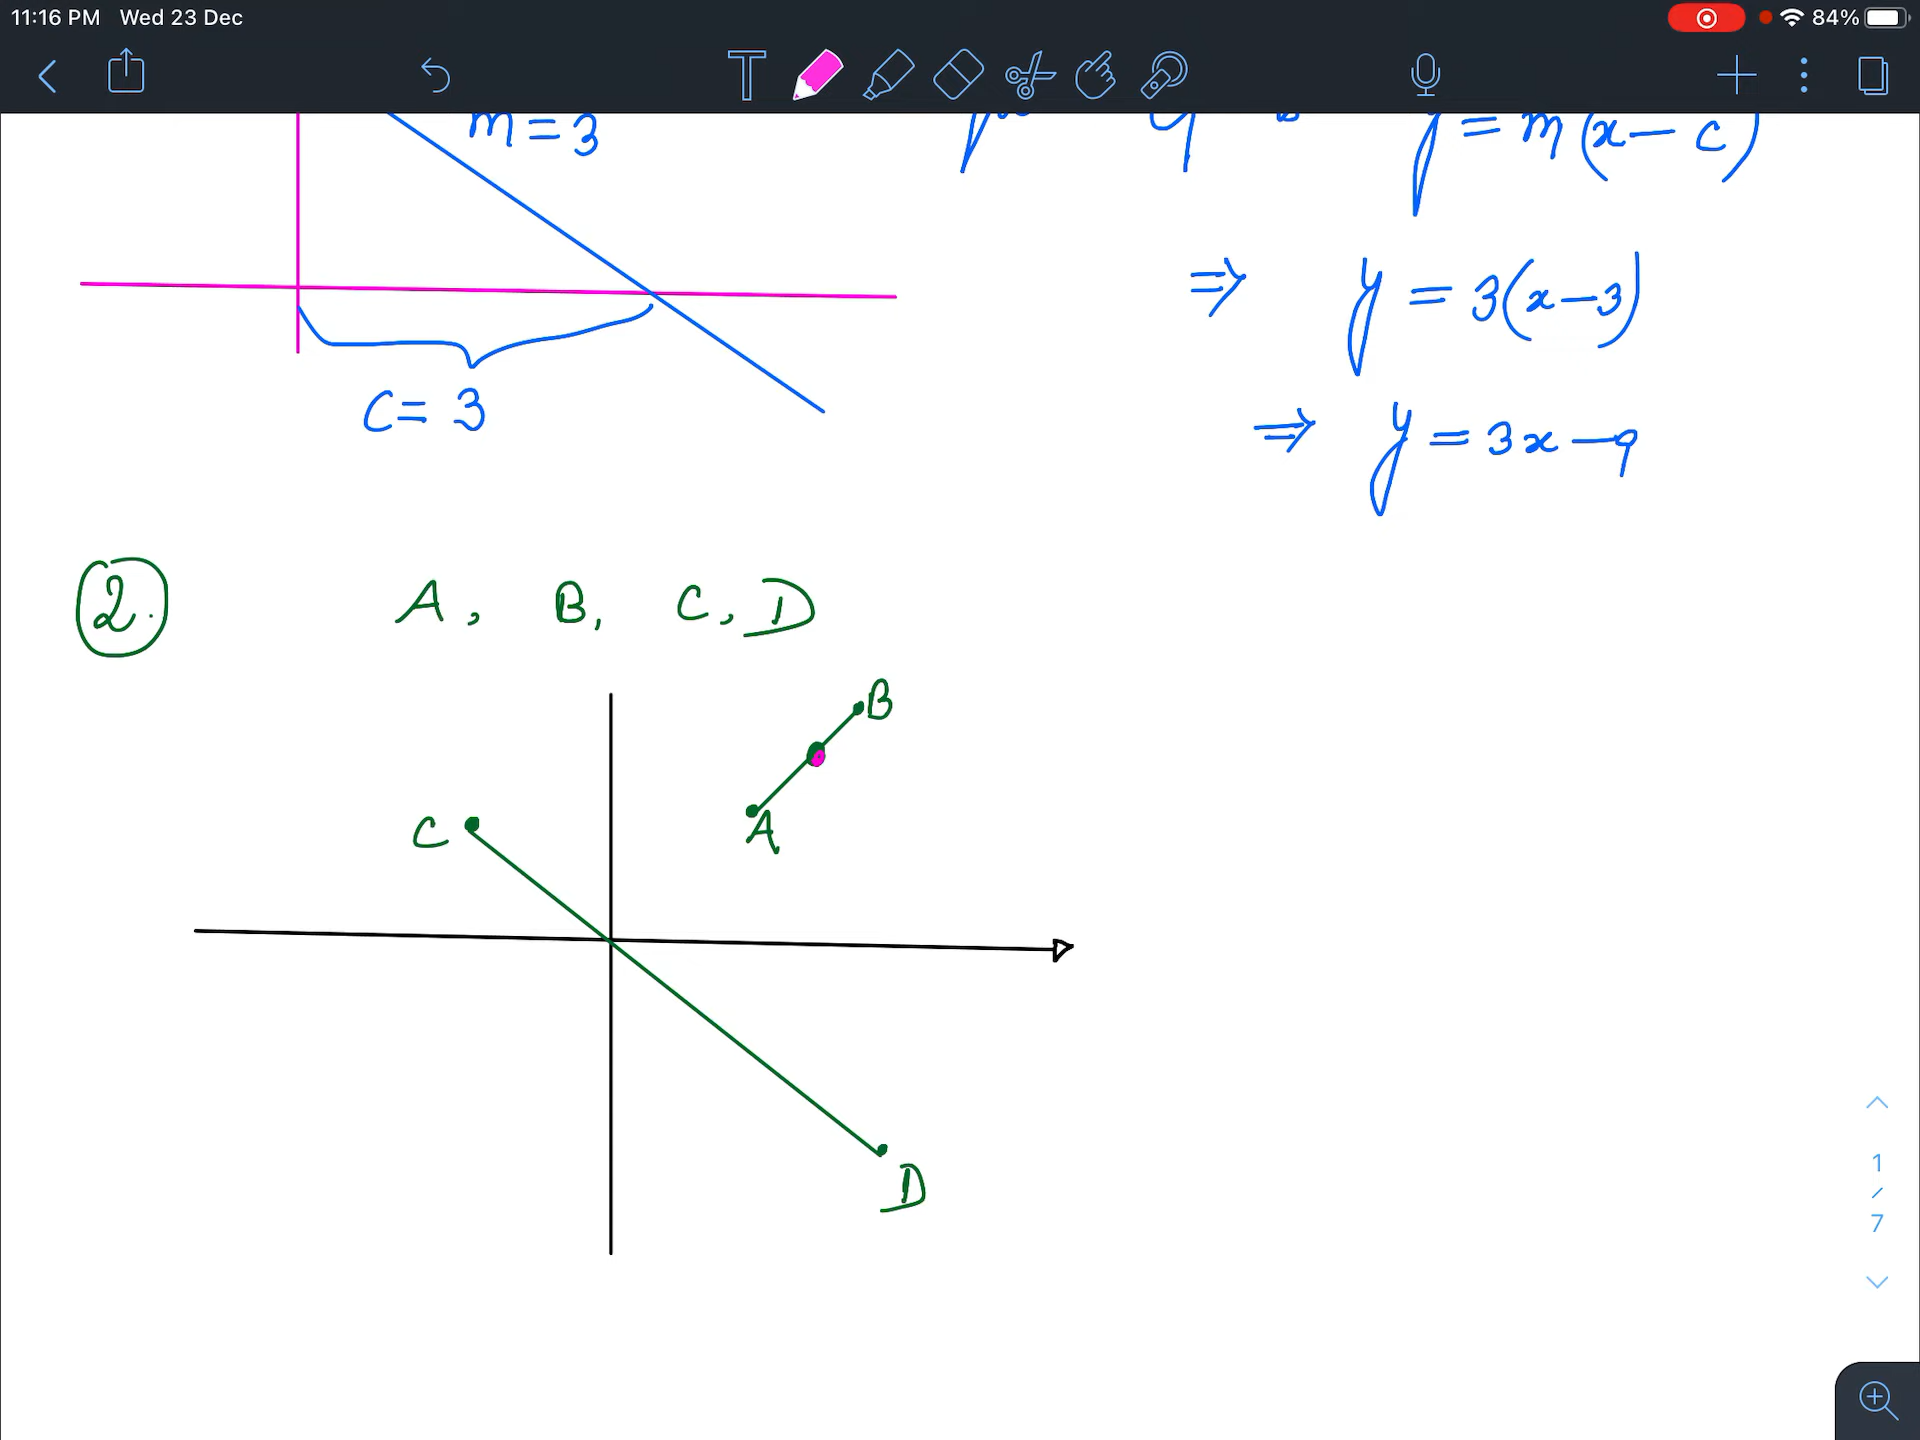 11:16 PM Wed 23 Dec
84%
T
m = 3
y = m(x - c)
⇒ y = 3(x-3)
c = 3
⇒ y = 3x - 9
2. A, B, C, D
B
A
C
D
1
/
7